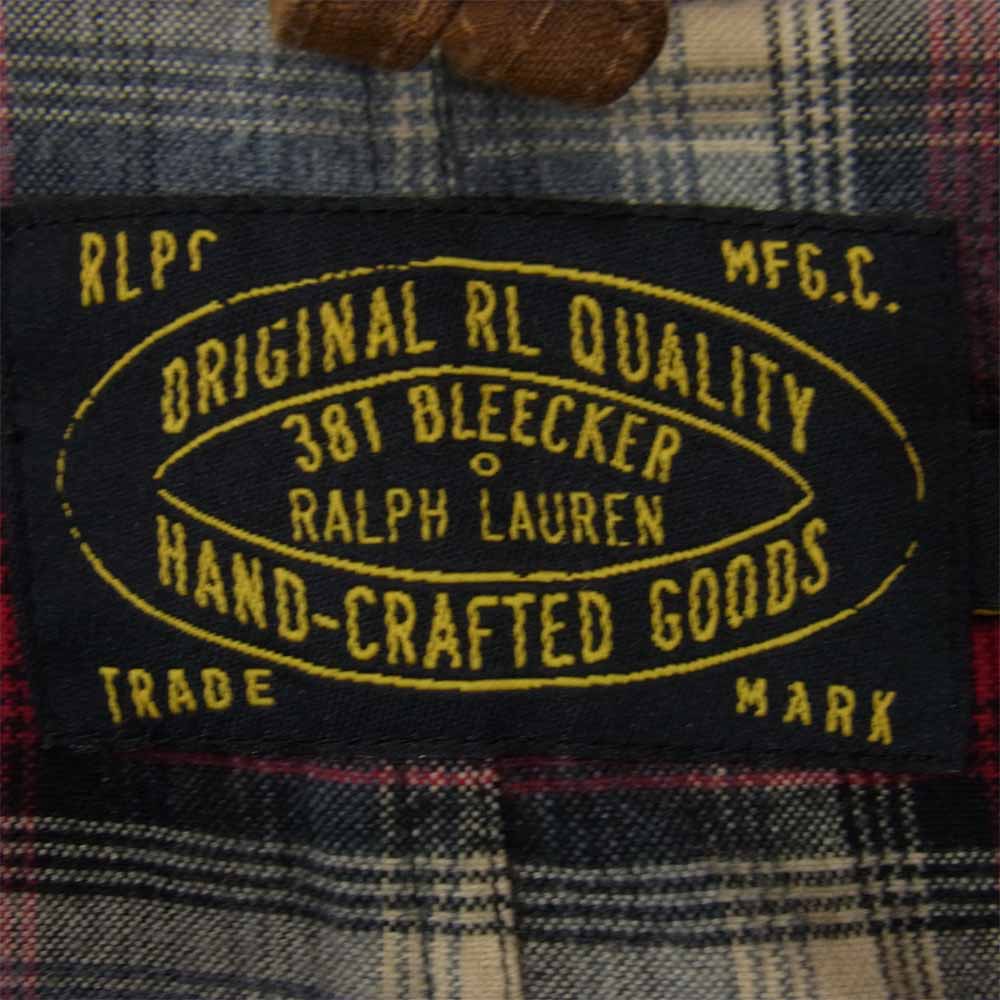 RLPC MFG.C.
ORIGINAL RL QUALITY
381 BLEECKER
RALPH LAUREN
HAND-CRAFTED GOODS
TRADE MARK